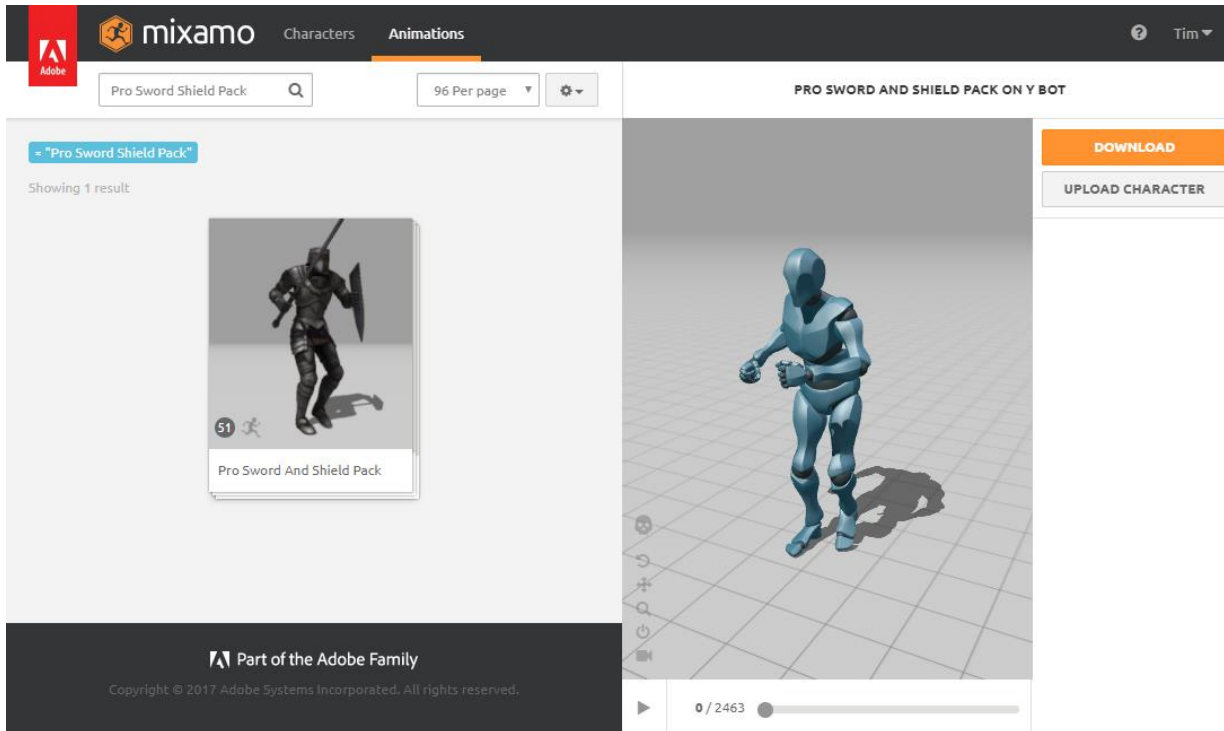 Adobe
mixamo
Characters
Animations
Tim
Pro Sword Shield Pack
96 Per page
PRO SWORD AND SHIELD PACK ON Y BOT
= "Pro Sword Shield Pack"
Showing 1 result
51
Pro Sword And Shield Pack
DOWNLOAD
UPLOAD CHARACTER
Part of the Adobe Family
Copyright © 2017 Adobe Systems Incorporated. All rights reserved.
0 / 2463